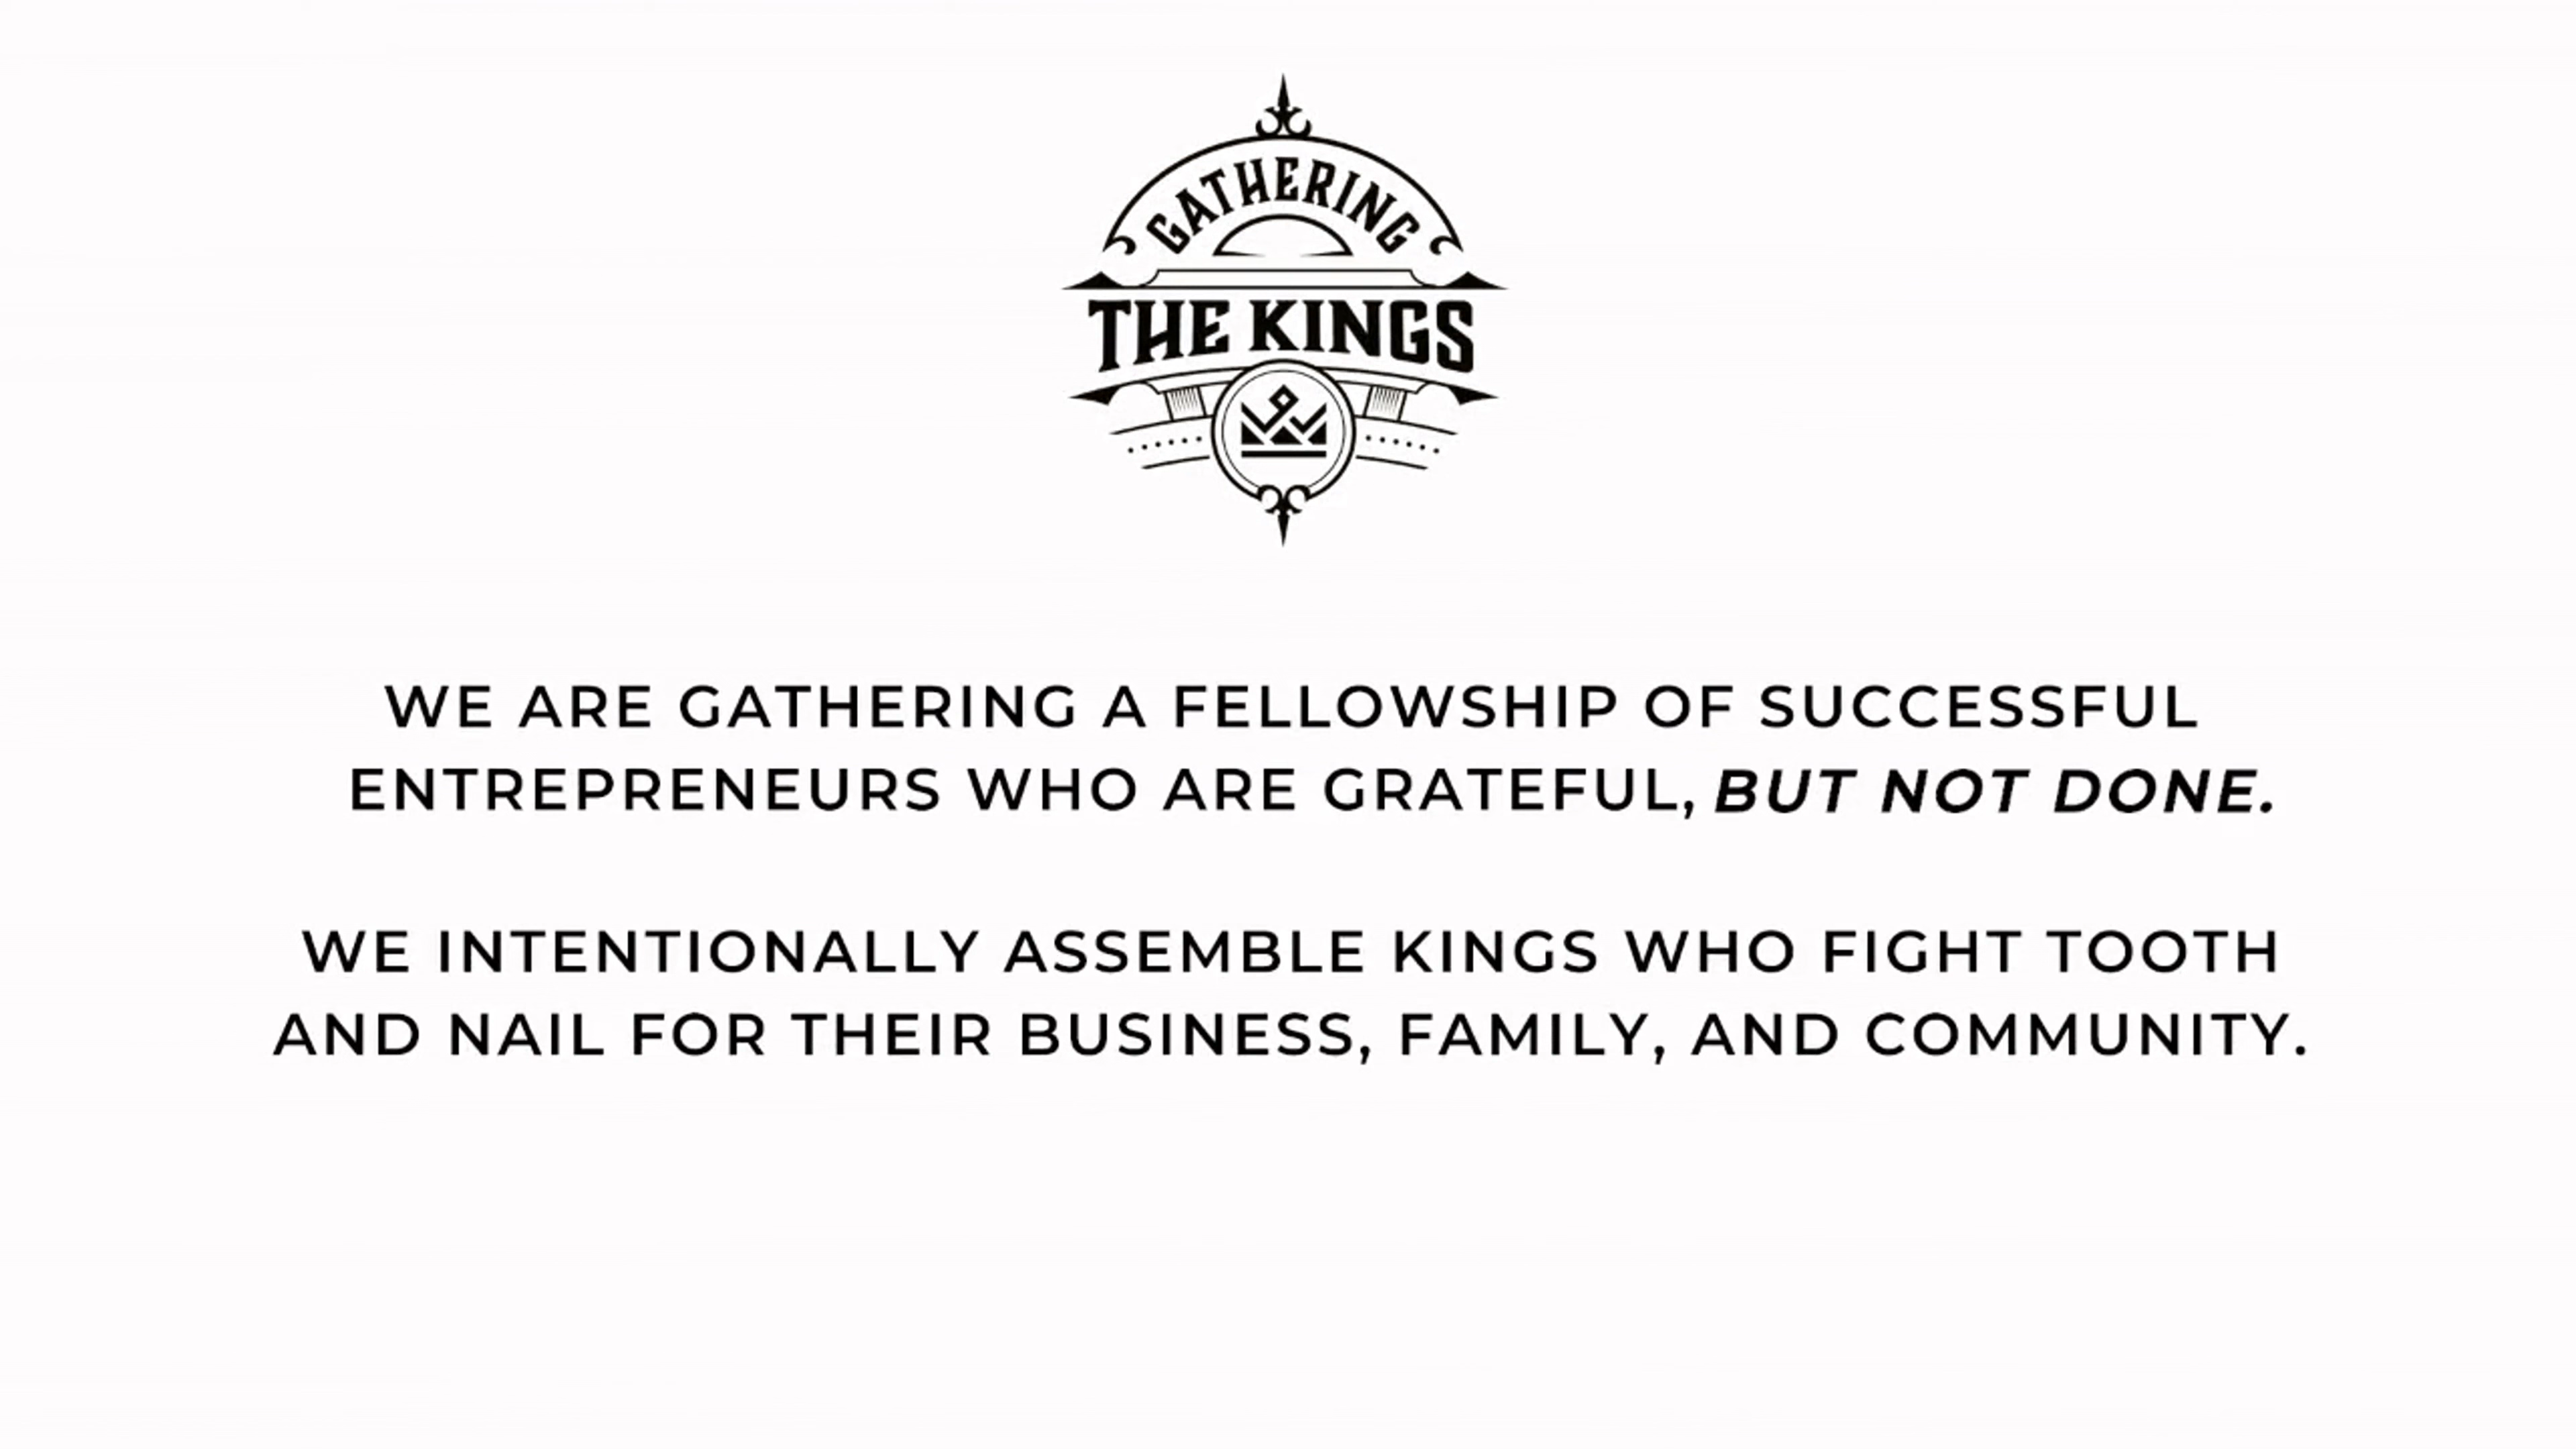 GATHERING
THE KINGS
WE ARE GATHERING A FELLOWSHIP OF SUCCESSFUL
ENTREPRENEURS WHO ARE GRATEFUL, BUT NOT DONE.
WE INTENTIONALLY ASSEMBLE KINGS WHO FIGHT TOOTH
AND NAIL FOR THEIR BUSINESS, FAMILY, AND COMMUNITY.